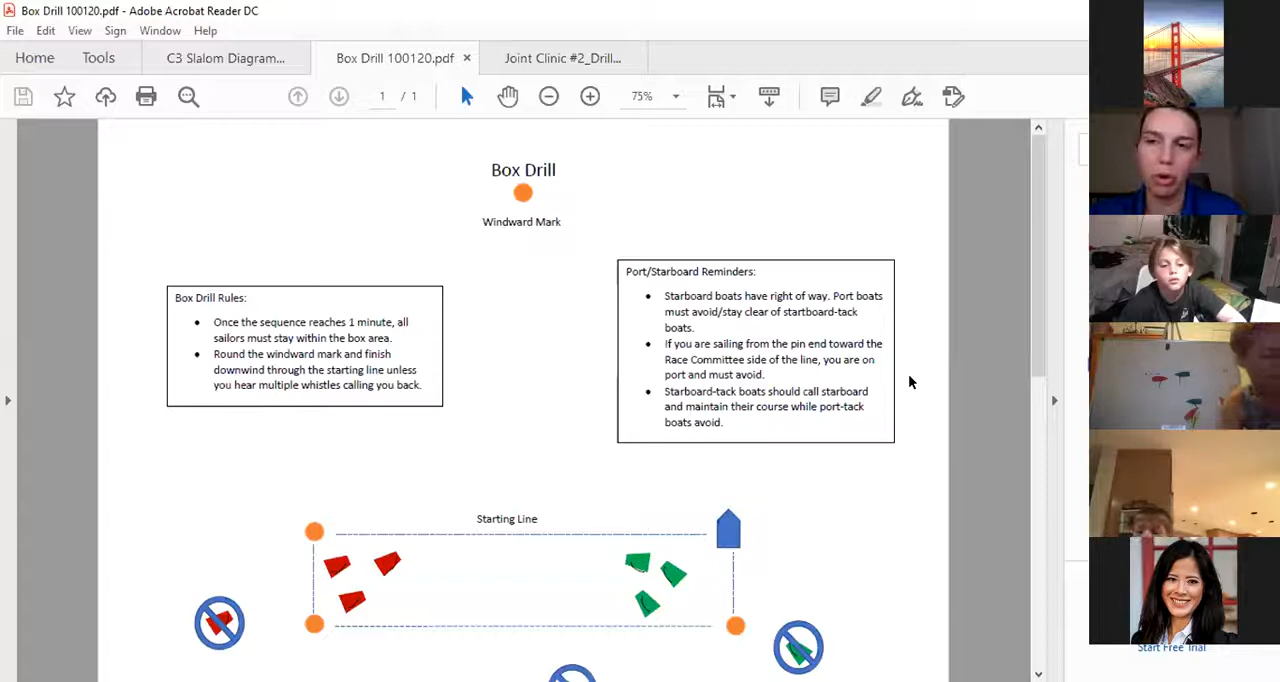 Box Drill 100120.pdf - Adobe Acrobat Reader DC
File Edit View Sign Window Help
Home Tools C3 Slalom Diagram... Box Drill 100120.pdf × Joint Clinic #2_Drill...
1 / 1 75%
Box Drill
Windward Mark
Box Drill Rules:
• Once the sequence reaches 1 minute, all
sailors must stay within the box area.
• Round the windward mark and finish
downwind through the starting line unless
you hear multiple whistles calling you back.
Port/Starboard Reminders:
• Starboard boats have right of way. Port boats
must avoid/stay clear of startboard-tack
boats.
• If you are sailing from the pin end toward the
Race Committee side of the line, you are on
port and must avoid.
• Starboard-tack boats should call starboard
and maintain their course while port-tack
boats avoid.
Starting Line
Start Free Trial